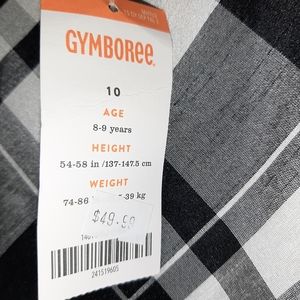 GYMBOREE
10
AGE
8-9 years
HEIGHT
54-58 in /137-147.5 cm
WEIGHT
74-86 -39 kg
$49.50
241519605